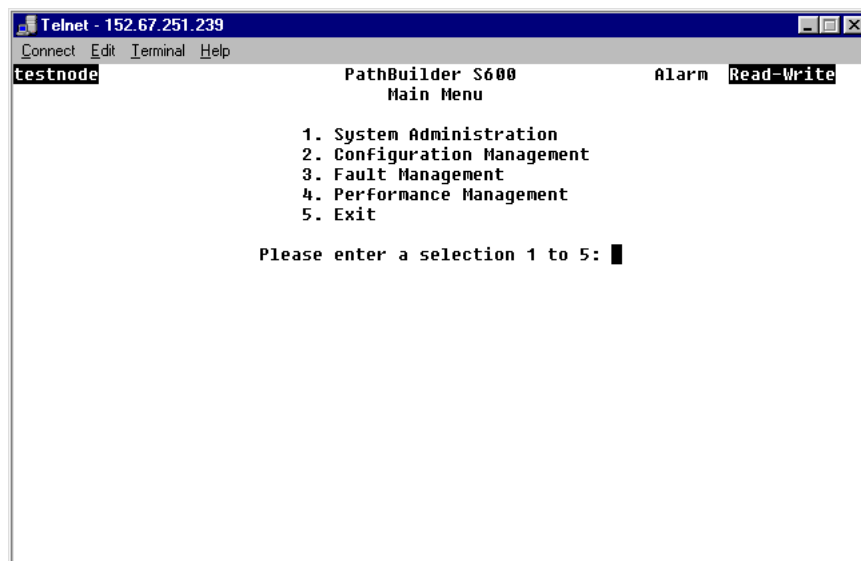 Telnet - 152.67.251.239
Connect Edit Terminal Help
testnode PathBuilder S600 Alarm Read-Write
Main Menu
1. System Administration
2. Configuration Management
3. Fault Management
4. Performance Management
5. Exit
Please enter a selection 1 to 5: